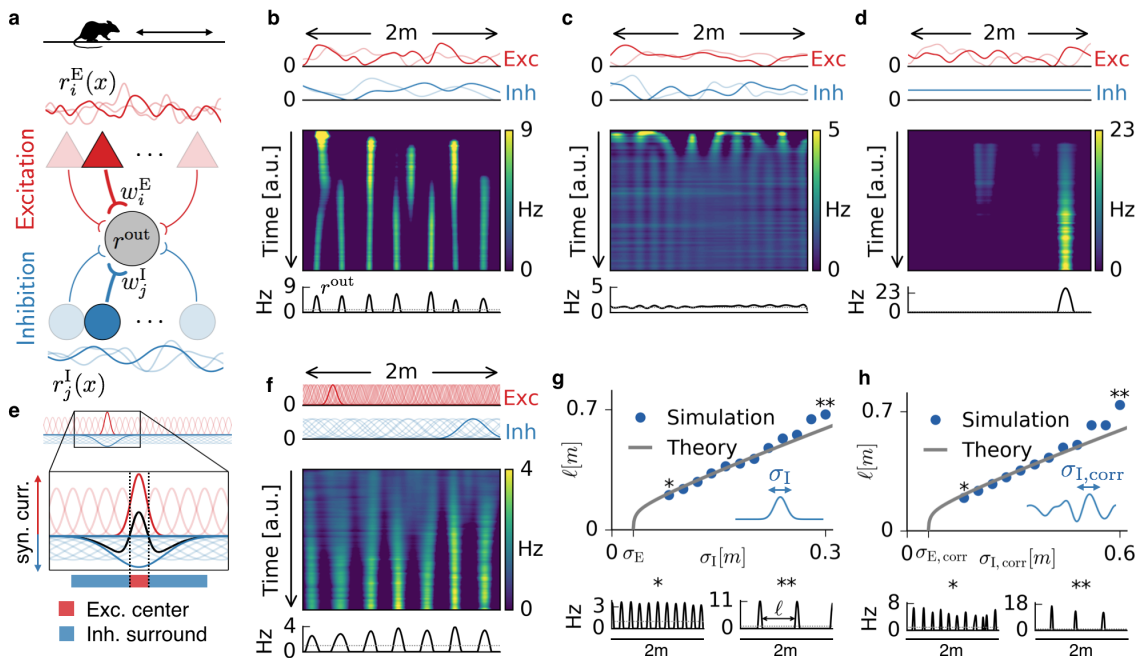 a
r_i^E(x)
Excitation
w_i^E
r^out
w_j^I
Inhibition
r_j^I(x)
b
2m
Exc
0
Inh
0
Time [a.u.]
9
Hz
0
9
Hz
0
r^out
c
2m
Exc
0
Inh
0
Time [a.u.]
5
Hz
0
5
Hz
0
d
2m
Exc
0
Inh
0
Time [a.u.]
23
Hz
0
23
Hz
0
e
syn. curr.
Exc. center
Inh. surround
f
2m
Exc
0
Inh
0
Time [a.u.]
4
Hz
0
4
Hz
0
g
0.7
ℓ[m]
0
Simulation
Theory
**
*
σ_I
0 σ_E σ_I[m] 0.3
* **
3
Hz
0
11
0
ℓ
2m 2m
h
0.7
ℓ[m]
0
Simulation
Theory
**
*
σ_I,corr
0 σ_E,corr σ_I,corr[m] 0.6
* **
8
Hz
0
18
0
2m 2m